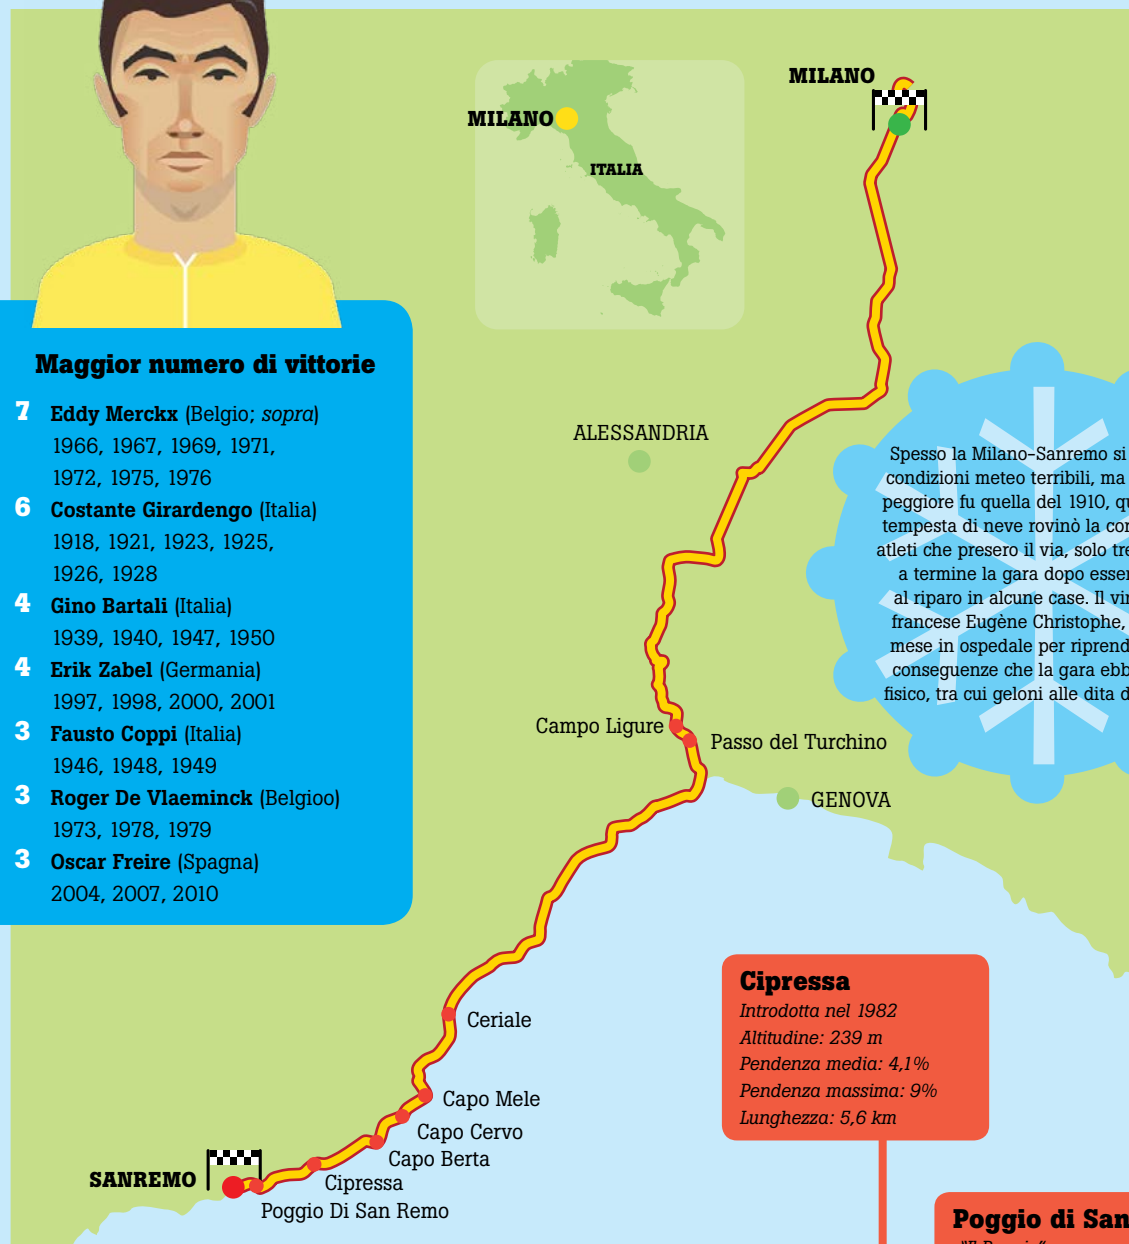 MILANO
MILANO
ITALIA
Maggior numero di vittorie
7 Eddy Merckx (Belgio; sopra)
1966, 1967, 1969, 1971,
1972, 1975, 1976
6 Costante Girardengo (Italia)
1918, 1921, 1923, 1925,
1926, 1928
4 Gino Bartali (Italia)
1939, 1940, 1947, 1950
4 Erik Zabel (Germania)
1997, 1998, 2000, 2001
3 Fausto Coppi (Italia)
1946, 1948, 1949
3 Roger De Vlaeminck (Belgioo)
1973, 1978, 1979
3 Oscar Freire (Spagna)
2004, 2007, 2010
ALESSANDRIA
Spesso la Milano-Sanremo si
condizioni meteo terribili, ma
peggiore fu quella del 1910,
tempesta di neve rovinò la
atleti che presero il via, solo
a termine la gara dopo
al riparo in alcune case. Il
francese Eugène Christophe,
mese in ospedale per
conseguenze che la gara
fisico, tra cui geloni alle dita
Campo Ligure
Passo del Turchino
GENOVA
Ceriale
Capo Mele
Capo Cervo
Capo Berta
Cipressa
Poggio Di San Remo
SANREMO
Cipressa
Introdotta nel 1982
Altitudine: 239 m
Pendenza media: 4,1%
Pendenza massima: 9%
Lunghezza: 5,6 km
Poggio di San